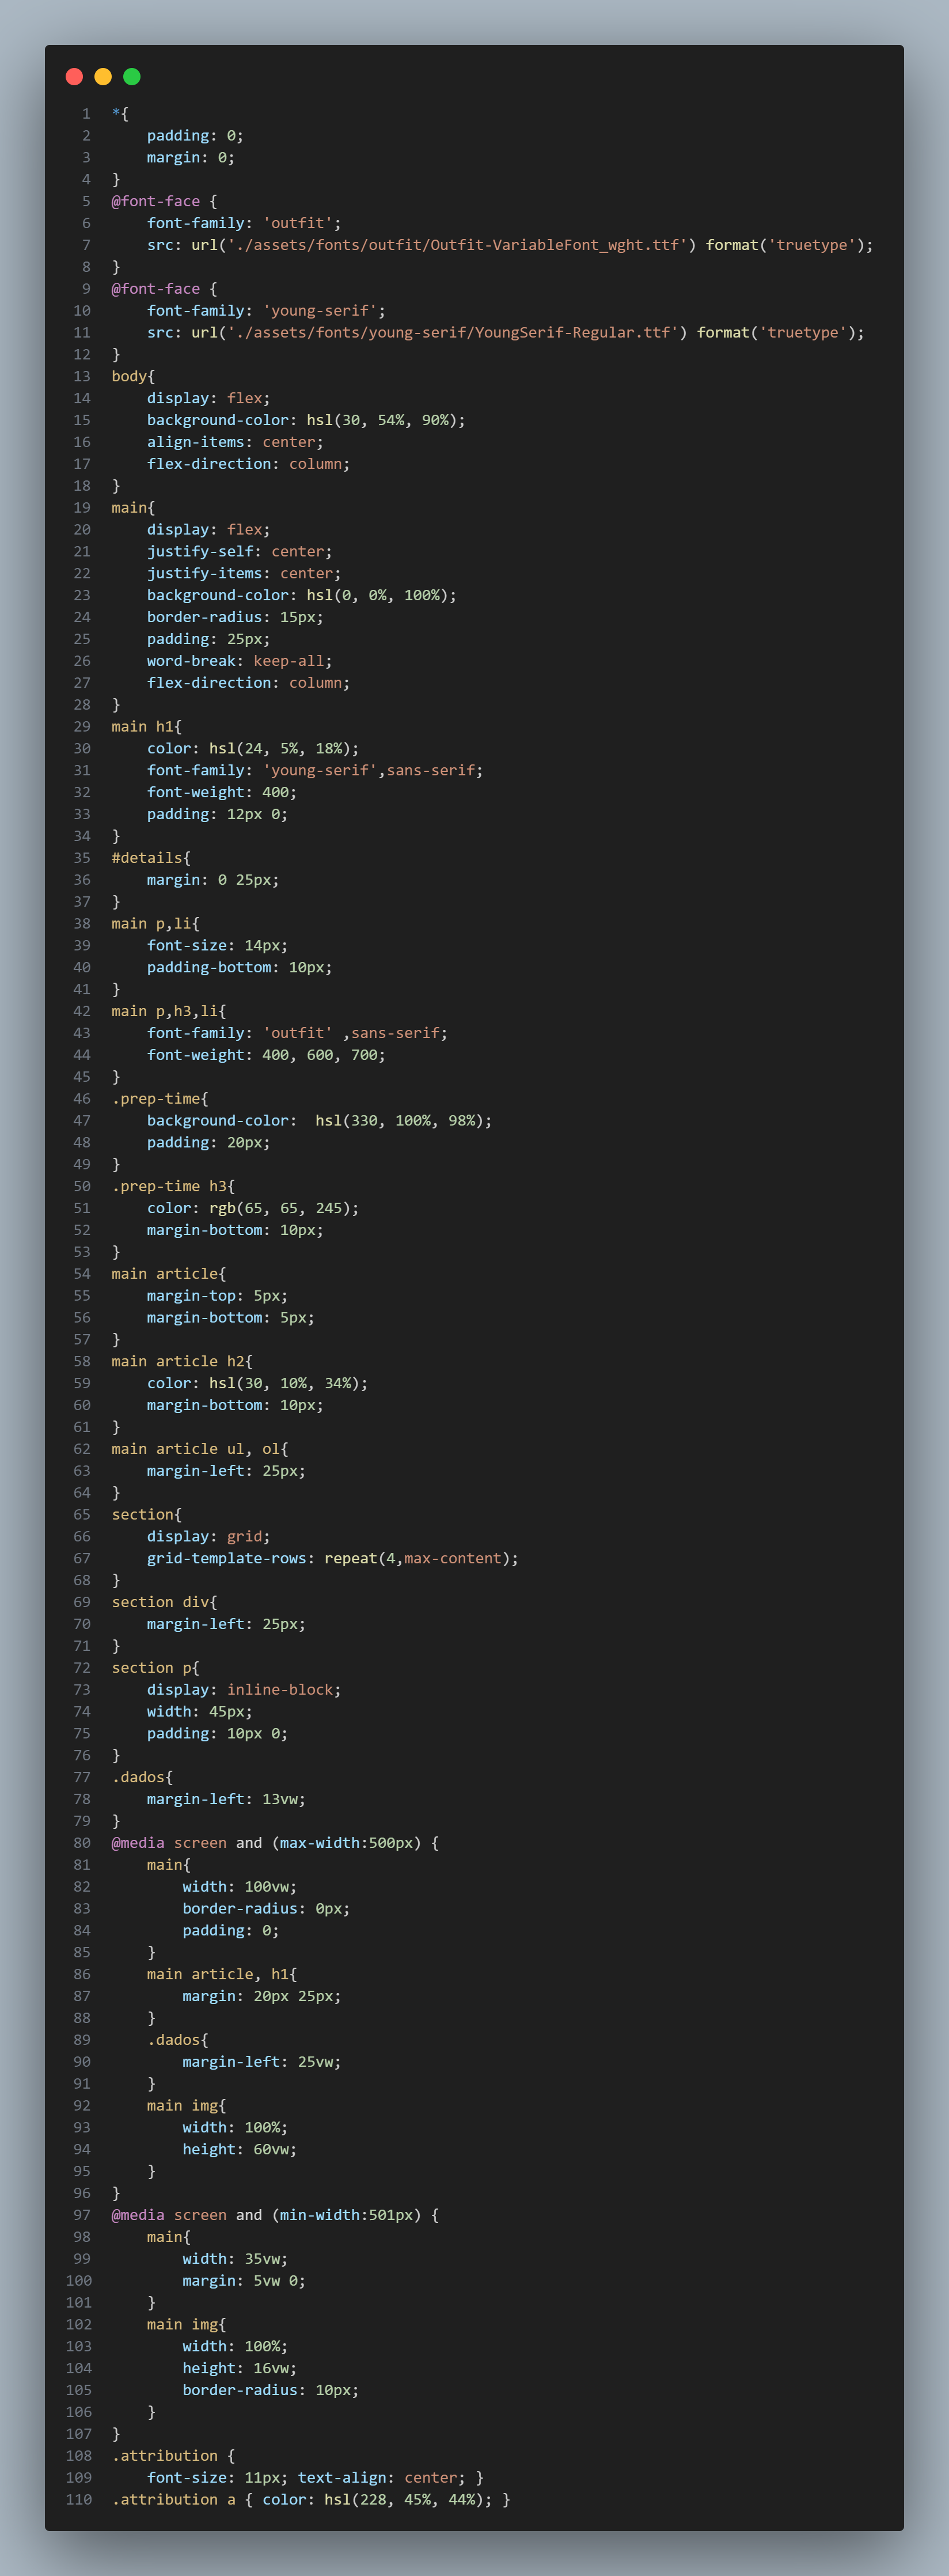 1 *{
2     padding: 0;
3     margin: 0;
4 }
5 @font-face {
6     font-family: 'outfit';
7     src: url('./assets/fonts/outfit/Outfit-VariableFont_wght.ttf') format('truetype');
8 }
9 @font-face {
10     font-family: 'young-serif';
11     src: url('./assets/fonts/young-serif/YoungSerif-Regular.ttf') format('truetype');
12 }
13 body{
14     display: flex;
15     background-color: hsl(30, 54%, 90%);
16     align-items: center;
17     flex-direction: column;
18 }
19 main{
20     display: flex;
21     justify-self: center;
22     justify-items: center;
23     background-color: hsl(0, 0%, 100%);
24     border-radius: 15px;
25     padding: 25px;
26     word-break: keep-all;
27     flex-direction: column;
28 }
29 main h1{
30     color: hsl(24, 5%, 18%);
31     font-family: 'young-serif',sans-serif;
32     font-weight: 400;
33     padding: 12px 0;
34 }
35 #details{
36     margin: 0 25px;
37 }
38 main p,li{
39     font-size: 14px;
40     padding-bottom: 10px;
41 }
42 main p,h3,li{
43     font-family: 'outfit' ,sans-serif;
44     font-weight: 400, 600, 700;
45 }
46 .prep-time{
47     background-color:  hsl(330, 100%, 98%);
48     padding: 20px;
49 }
50 .prep-time h3{
51     color: rgb(65, 65, 245);
52     margin-bottom: 10px;
53 }
54 main article{
55     margin-top: 5px;
56     margin-bottom: 5px;
57 }
58 main article h2{
59     color: hsl(30, 10%, 34%);
60     margin-bottom: 10px;
61 }
62 main article ul, ol{
63     margin-left: 25px;
64 }
65 section{
66     display: grid;
67     grid-template-rows: repeat(4,max-content);
68 }
69 section div{
70     margin-left: 25px;
71 }
72 section p{
73     display: inline-block;
74     width: 45px;
75     padding: 10px 0;
76 }
77 .dados{
78     margin-left: 13vw;
79 }
80 @media screen and (max-width:500px) {
81     main{
82         width: 100vw;
83         border-radius: 0px;
84         padding: 0;
85     }
86     main article, h1{
87         margin: 20px 25px;
88     }
89     .dados{
90         margin-left: 25vw;
91     }
92     main img{
93         width: 100%;
94         height: 60vw;
95     }
96 }
97 @media screen and (min-width:501px) {
98     main{
99         width: 35vw;
100         margin: 5vw 0;
101     }
102     main img{
103         width: 100%;
104         height: 16vw;
105         border-radius: 10px;
106     }
107 }
108 .attribution {
109     font-size: 11px; text-align: center; }
110 .attribution a { color: hsl(228, 45%, 44%); }